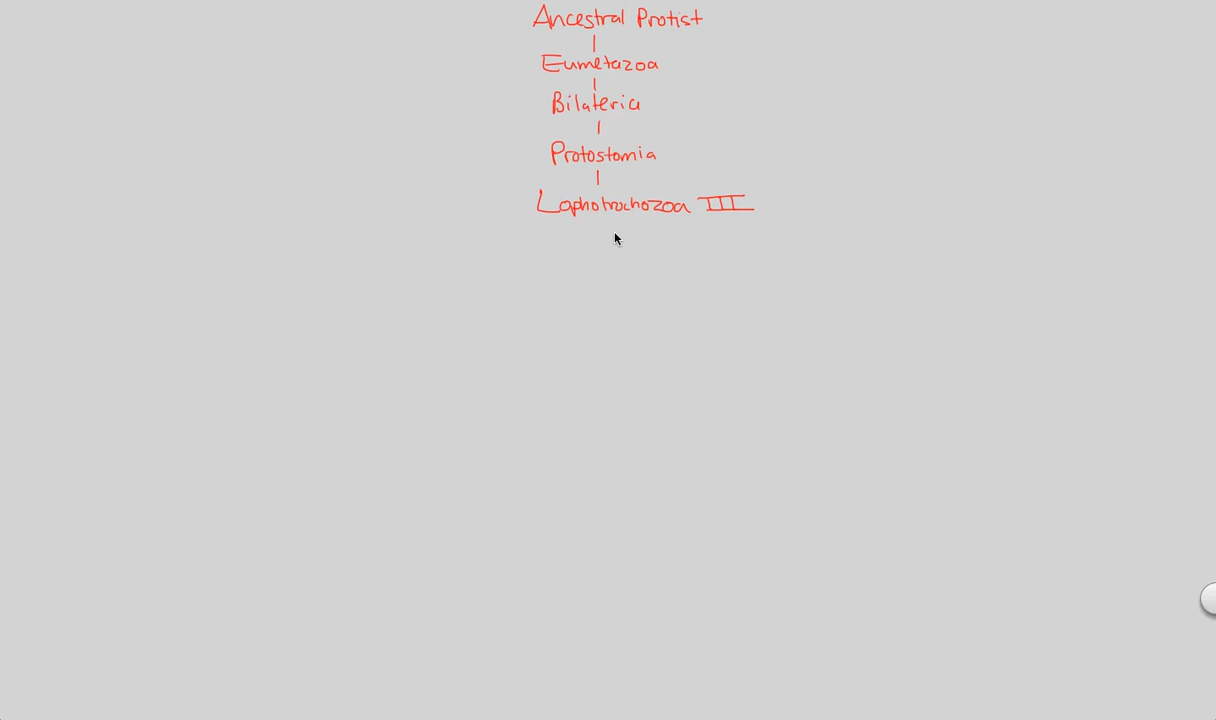 Ancestral Protist
Eumetazoa
Bilateria
Protostomia
Lophotrochozoa III